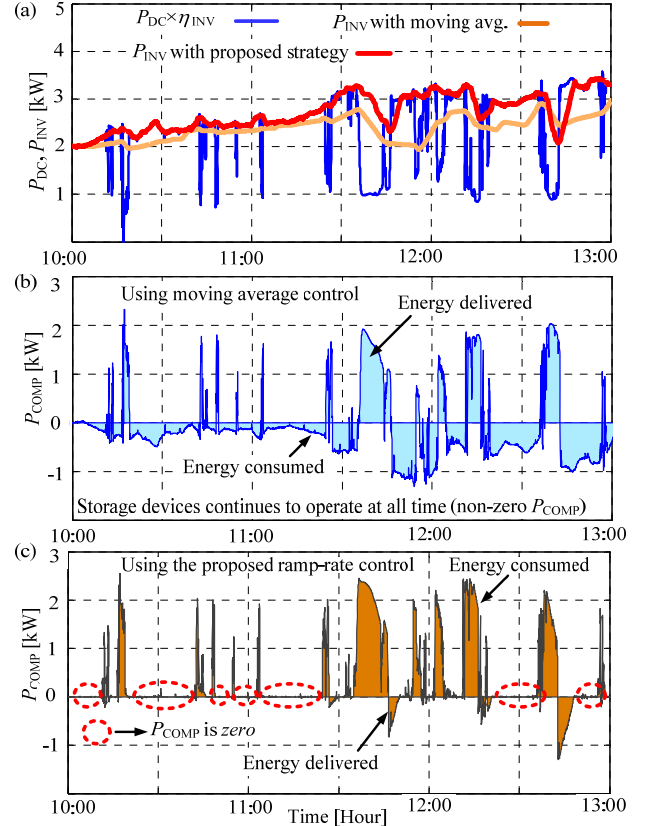 (a)
P_DC×η_INV
P_INV with moving avg.
P_INV with proposed strategy
P_DC, P_INV [kW]
5
4
3
2
1
10:00 11:00 12:00 13:00
(b)
Using moving average control
Energy delivered
P_COMP [kW]
3
2
1
0
-1
Energy consumed
Storage devices continues to operate at all time (non-zero P_COMP)
10:00 11:00 12:00 13:00
(c)
Using the proposed ramp-rate control
Energy consumed
P_COMP [kW]
3
2
1
0
-1
P_COMP is zero
Energy delivered
10:00 11:00 12:00 13:00
Time [Hour]